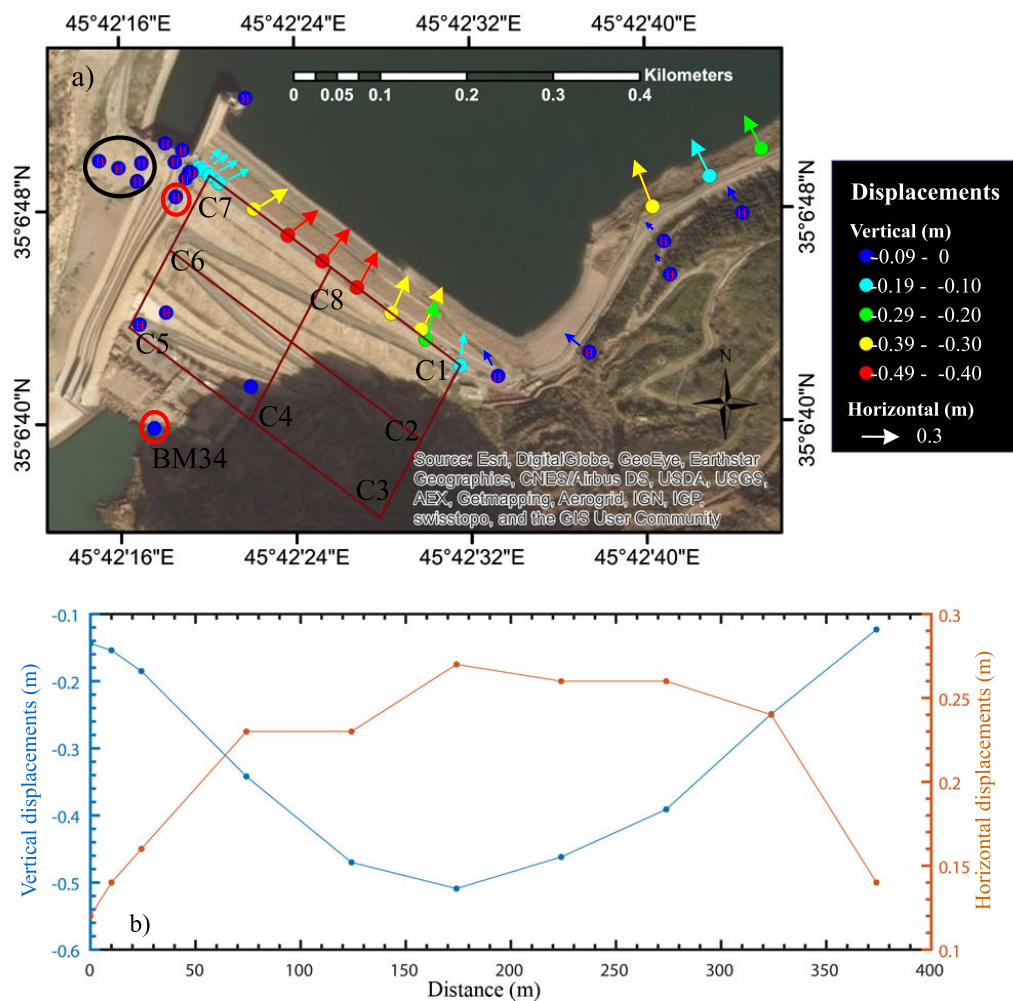 45°42'16"E 45°42'24"E 45°42'32"E 45°42'40"E
a)
Kilometers
0 0.05 0.1 0.2 0.3 0.4
35°6'48"N
35°6'40"N
35°6'48"N
35°6'40"N
H H H H H H H H H H H H H H H H H H H H
C7
C6
C8
C5
C1
C4
C2
C3
BM34
N
Source: Esri, DigitalGlobe, GeoEye, Earthstar
Geographics, CNES/Airbus DS, USDA, USGS,
AEX, Getmapping, Aerogrid, IGN, IGP,
swisstopo, and the GIS User Community
45°42'16"E 45°42'24"E 45°42'32"E 45°42'40"E
Displacements
Vertical (m)
-0.09 - 0
-0.19 - -0.10
-0.29 - -0.20
-0.39 - -0.30
-0.49 - -0.40
Horizontal (m)
0.3
b)
Vertical displacements (m)
-0.1
-0.2
-0.3
-0.4
-0.5
-0.6
Horizontal displacements (m)
0.3
0.25
0.2
0.15
0.1
0 50 100 150 200 250 300 350 400
Distance (m)